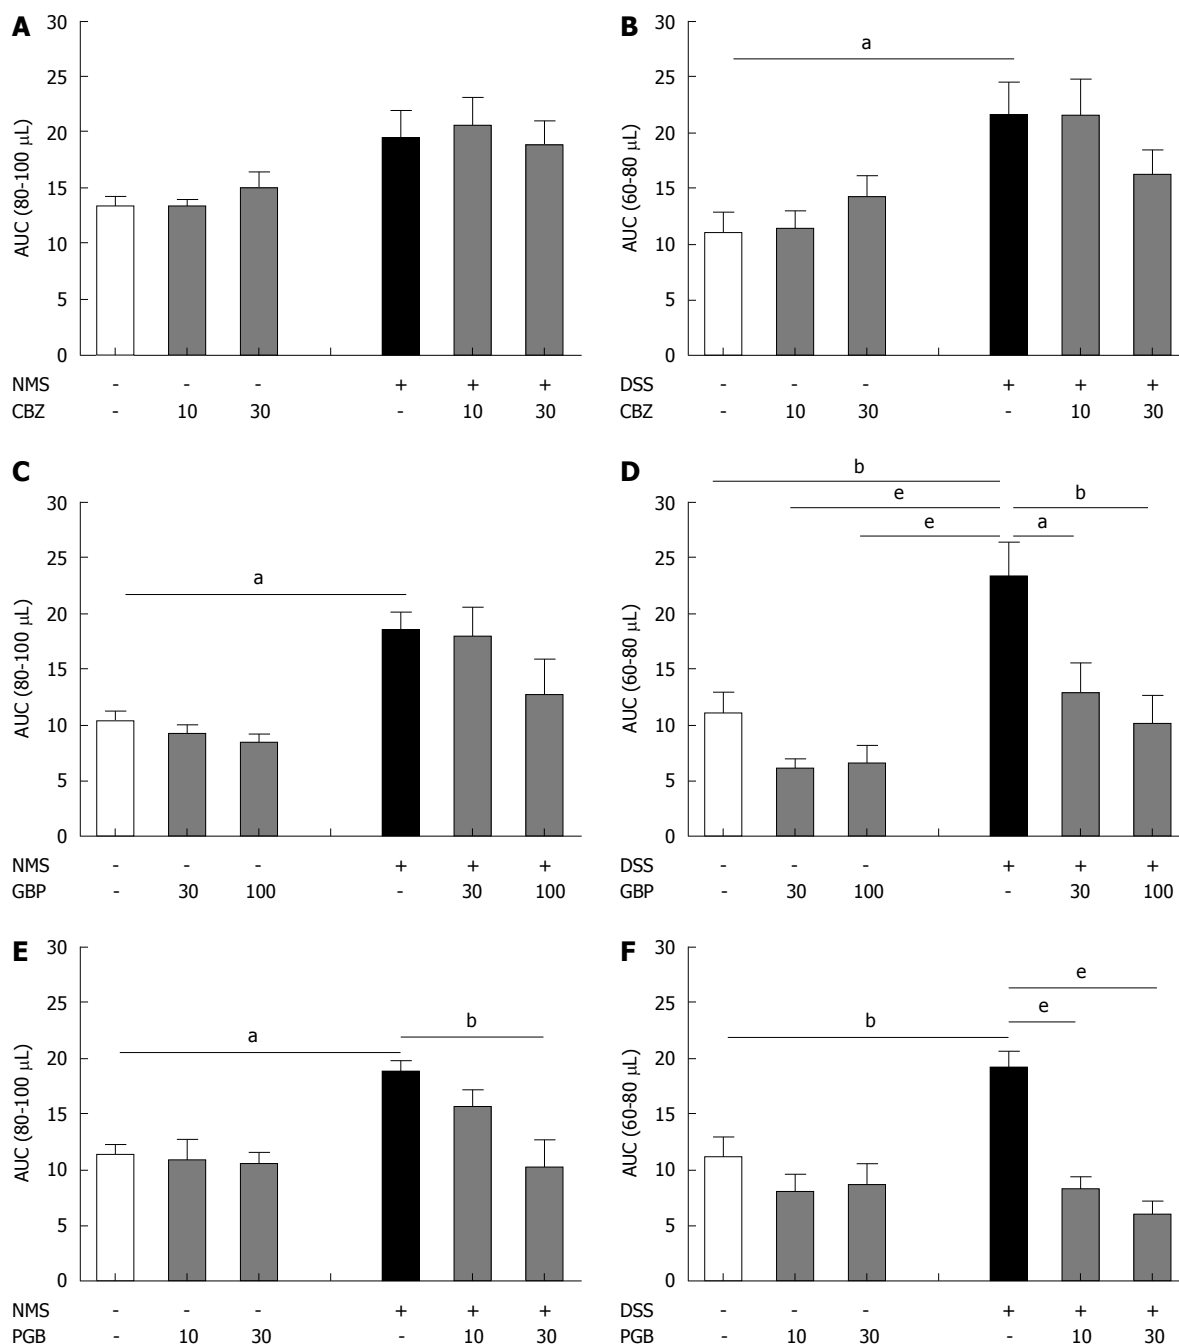 A
30
25
20
15
10
5
0
AUC (80-100 μL)
NMS - - - + + +
CBZ - 10 30 - 10 30
B
30
25
20
15
10
5
0
AUC (60-80 μL)
a
DSS - - - + + +
CBZ - 10 30 - 10 30
C
30
25
20
15
10
5
0
AUC (80-100 μL)
a
NMS - - - + + +
GBP - 30 100 - 30 100
D
30
25
20
15
10
5
0
AUC (60-80 μL)
b
e b
e a
DSS - - - + + +
GBP - 30 100 - 30 100
E
30
25
20
15
10
5
0
AUC (80-100 μL)
a b
NMS - - - + + +
PGB - 10 30 - 10 30
F
30
25
20
15
10
5
0
AUC (60-80 μL)
e
e
b
DSS - - - + + +
PGB - 10 30 - 10 30